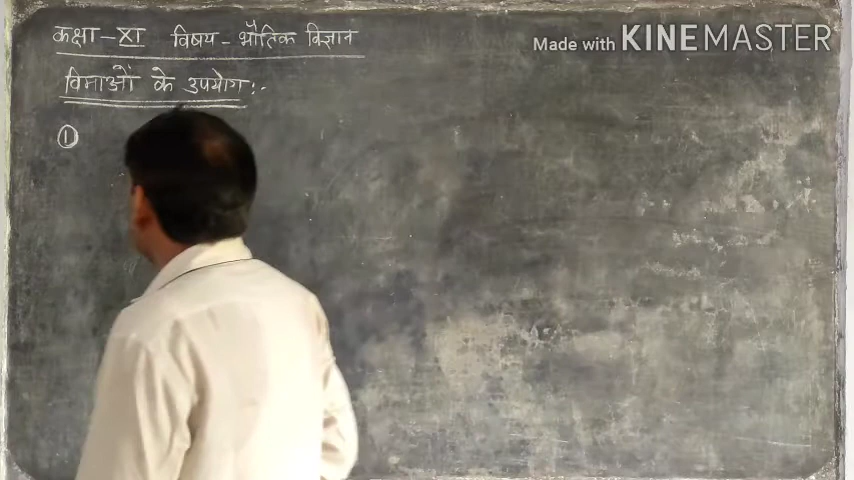 कक्षा - XI विषय - भौतिक विज्ञान
Made with KINEMASTER
विमाओं के उपयोग :-
①